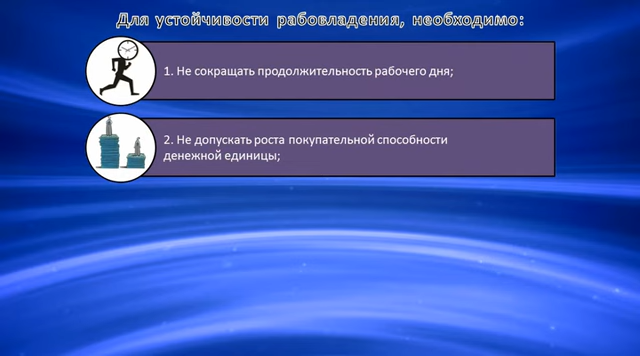 Для устойчивости рабовладения, необходимо:
1. Не сокращать продолжительность рабочего дня;
2. Не допускать роста покупательной способности
денежной единицы;